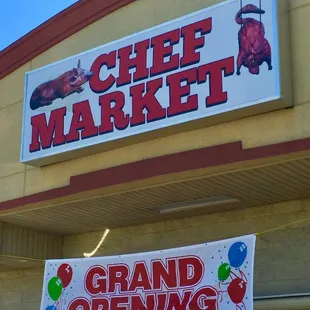 CHEF
MARKET
GRAND
OPENING